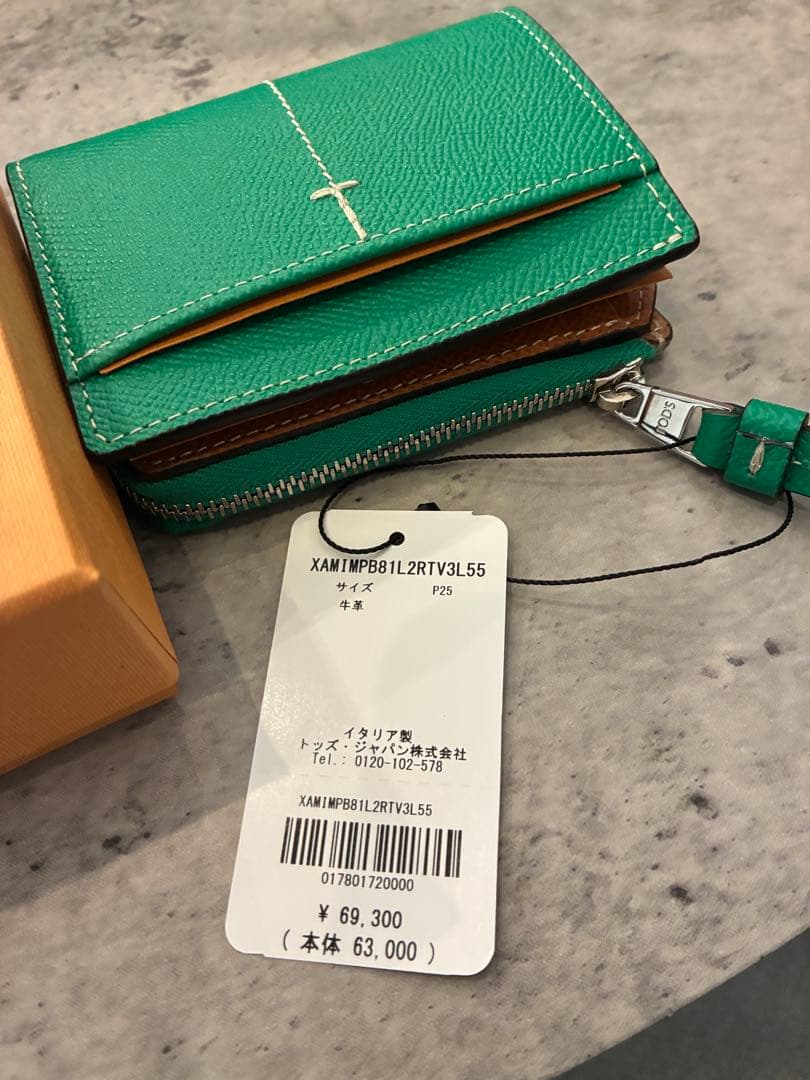 TOD'S
XAMIMPB81L2RTV3L55
サイズ P25
牛革
イタリア製
トッズ・ジャパン株式会社
Tel.: 0120-102-578
XAMIMPB81L2RTV3L55
017801720000
¥ 69,300
( 本体 63,000 )